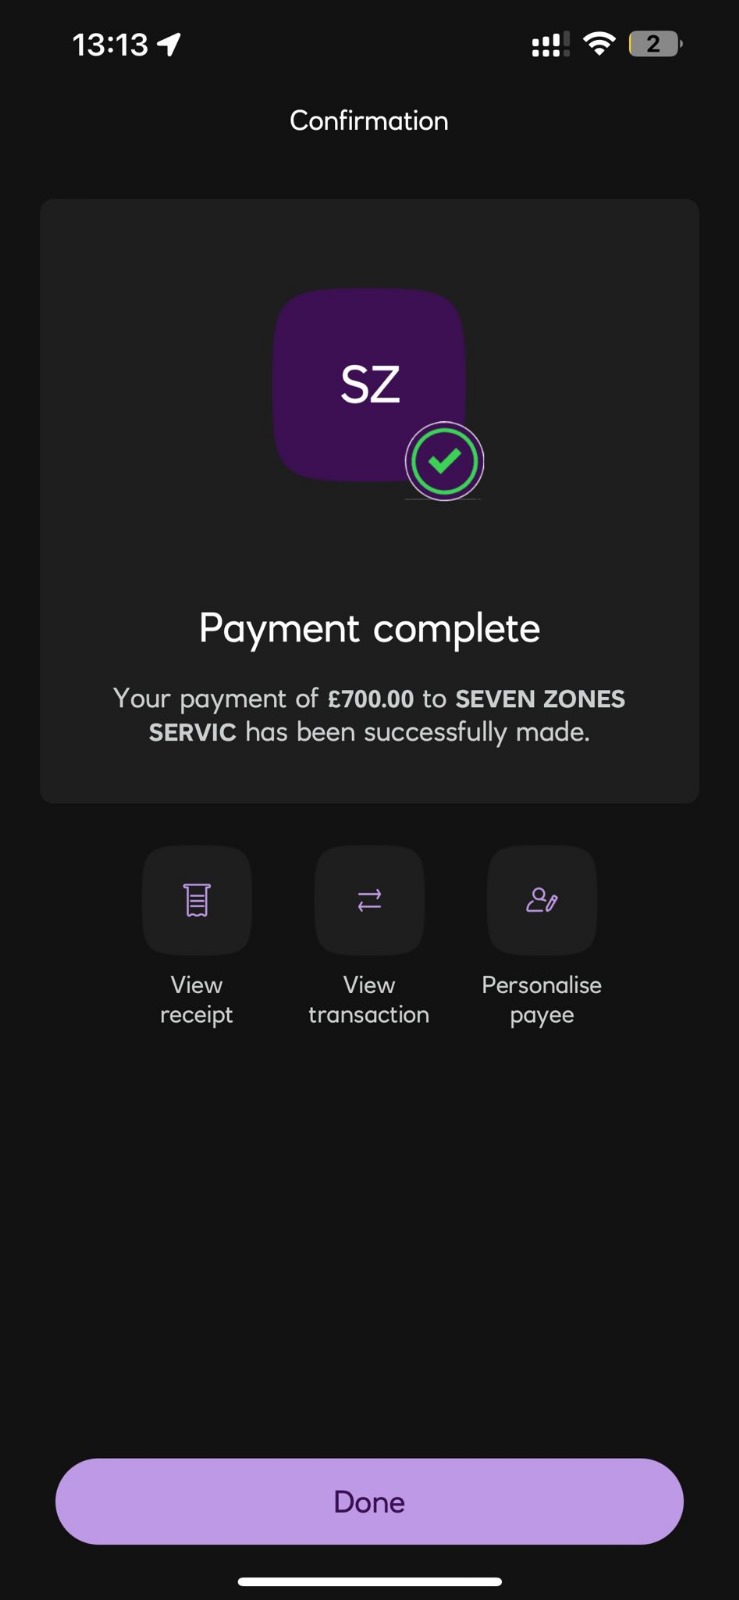 13:13
2
Confirmation
SZ
Payment complete
Your payment of £700.00 to SEVEN ZONES
SERVIC has been successfully made.
View
receipt
View
transaction
Personalise
payee
Done